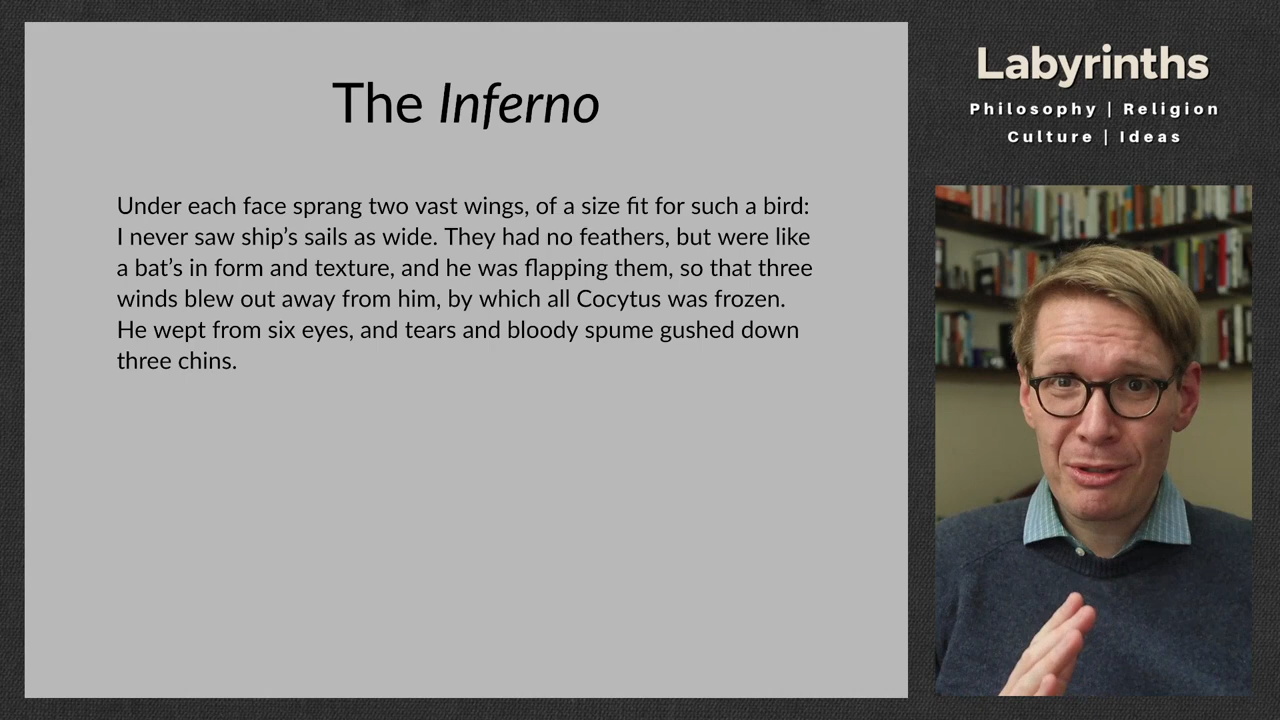 The Inferno
Under each face sprang two vast wings, of a size fit for such a bird:
I never saw ship’s sails as wide. They had no feathers, but were like
a bat’s in form and texture, and he was flapping them, so that three
winds blew out away from him, by which all Cocytus was frozen.
He wept from six eyes, and tears and bloody spume gushed down
three chins.
Labyrinths
Philosophy | Religion
Culture | Ideas